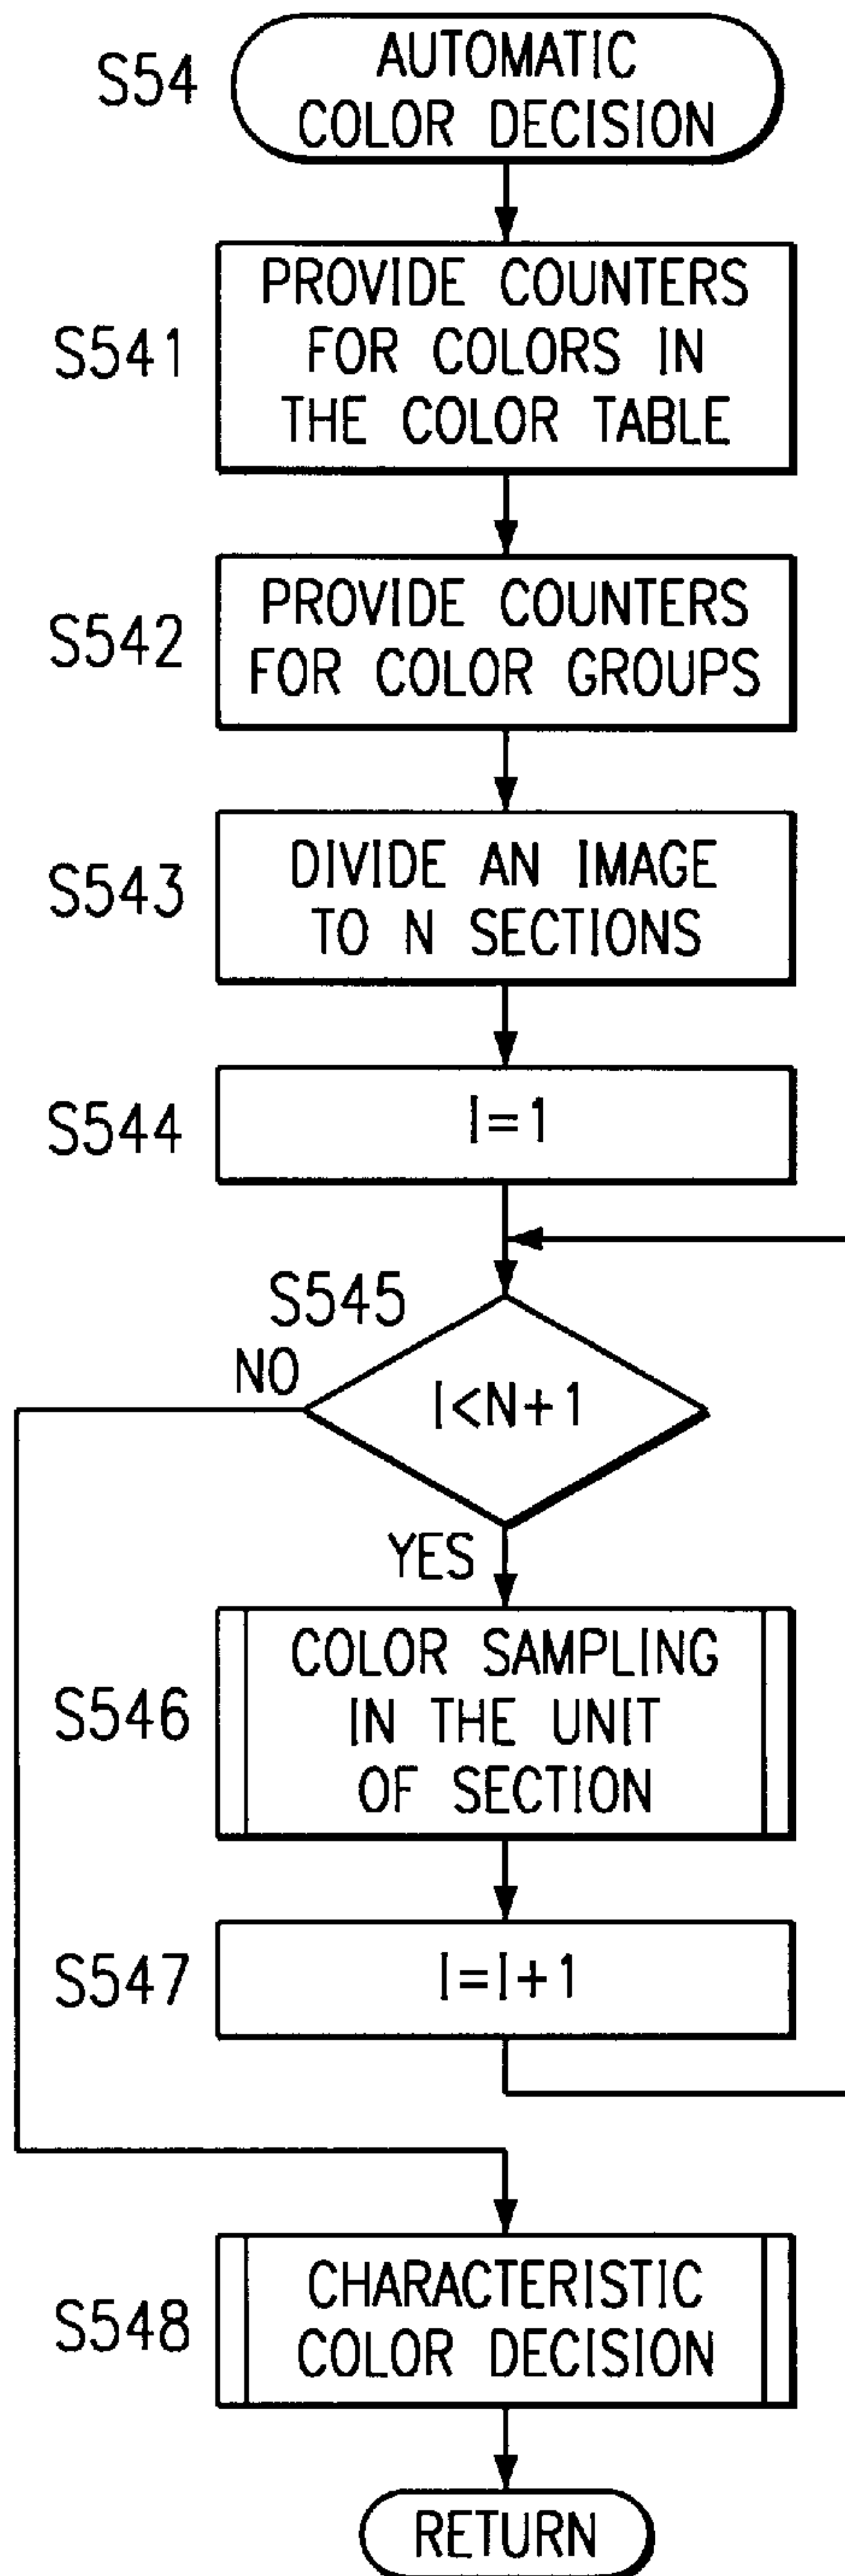 S54
AUTOMATIC
COLOR DECISION
S541
PROVIDE COUNTERS
FOR COLORS IN
THE COLOR TABLE
S542
PROVIDE COUNTERS
FOR COLOR GROUPS
S543
DIVIDE AN IMAGE
TO N SECTIONS
S544
I=1
S545
NO
I<N+1
YES
S546
COLOR SAMPLING
IN THE UNIT
OF SECTION
S547
I=I+1
S548
CHARACTERISTIC
COLOR DECISION
RETURN